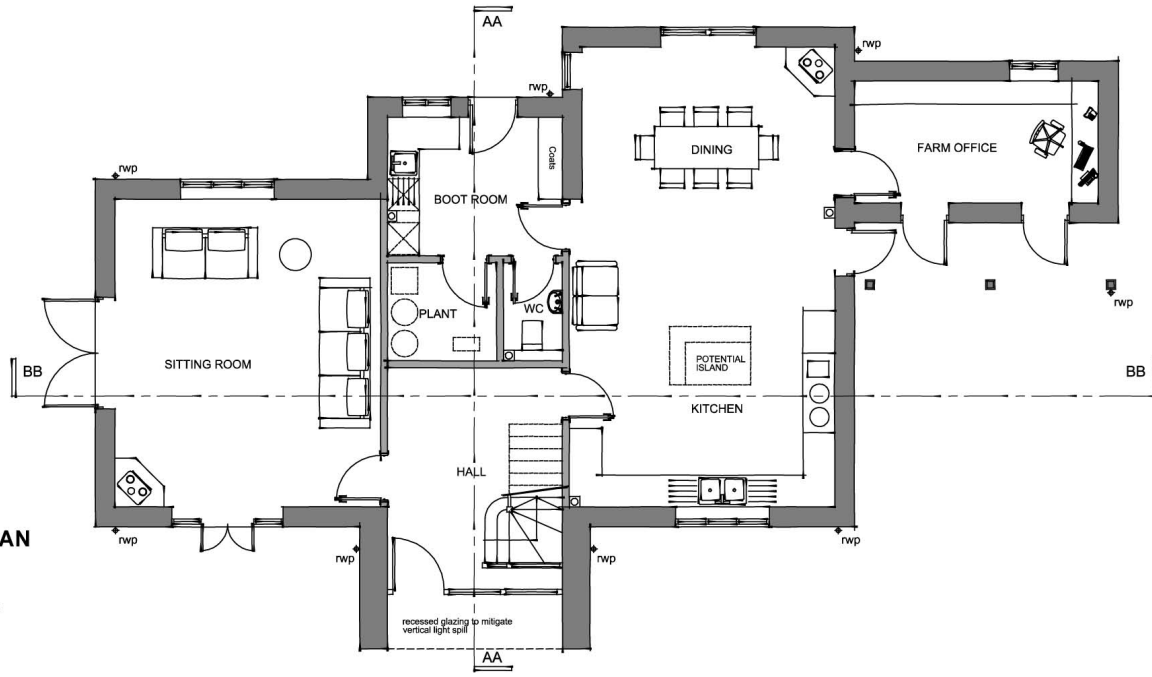 AA
rwp
rwp
rwp
DINING
FARM OFFICE
Coats
BOOT ROOM
rwp
PLANT
WC
SITTING ROOM
POTENTIAL
ISLAND
BB
BB
KITCHEN
HALL
AN
rwp
rwp
rwp
rwp
recessed glazing to mitigate
vertical light spill
AA
rwp